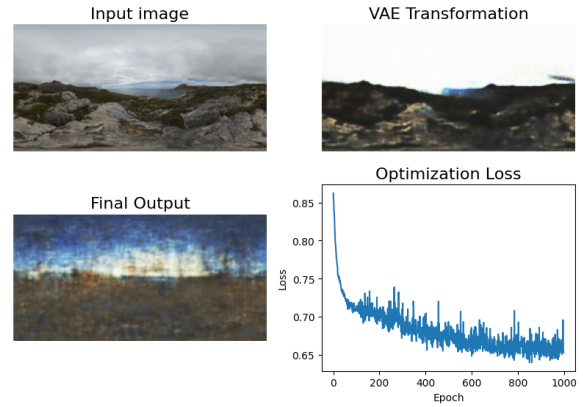 Input image
VAE Transformation
Final Output
Optimization Loss
0.85
0.80
0.75
0.70
0.65
Loss
0 200 400 600 800 1000
Epoch